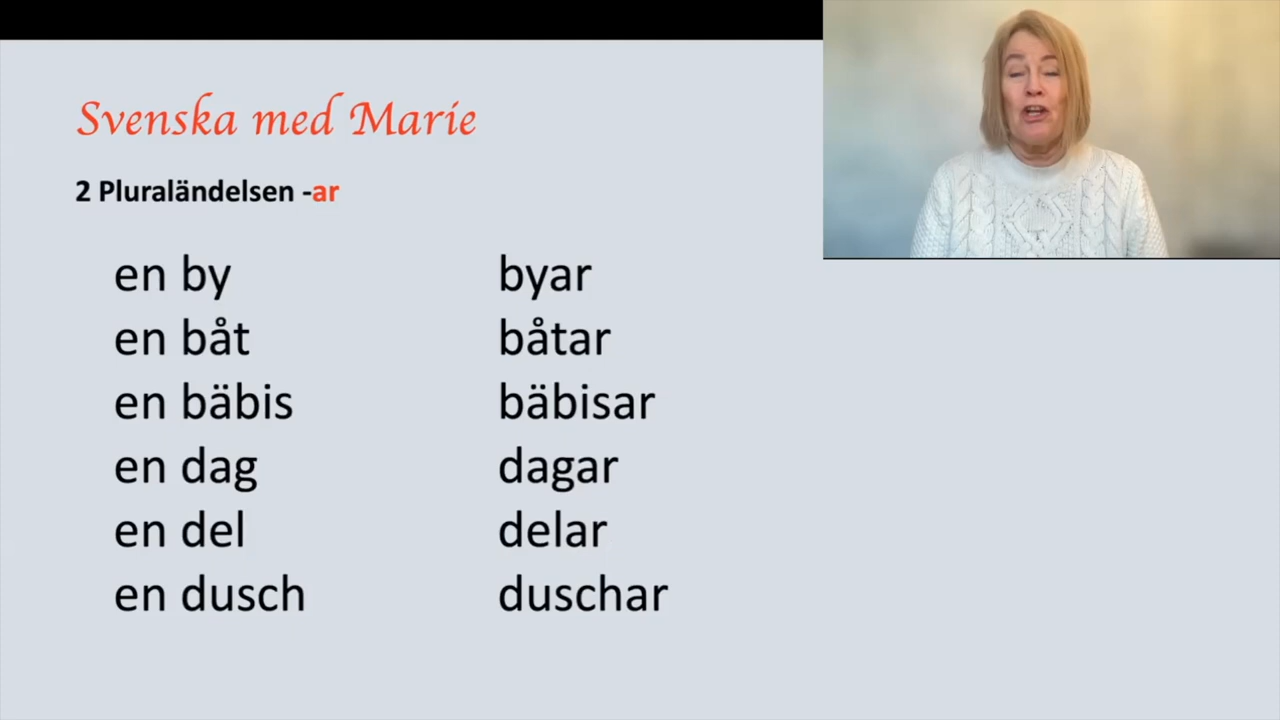 Svenska med Marie
2 Pluraländelsen -ar
en by byar
en båt båtar
en bäbis bäbisar
en dag dagar
en del delar
en dusch duschar